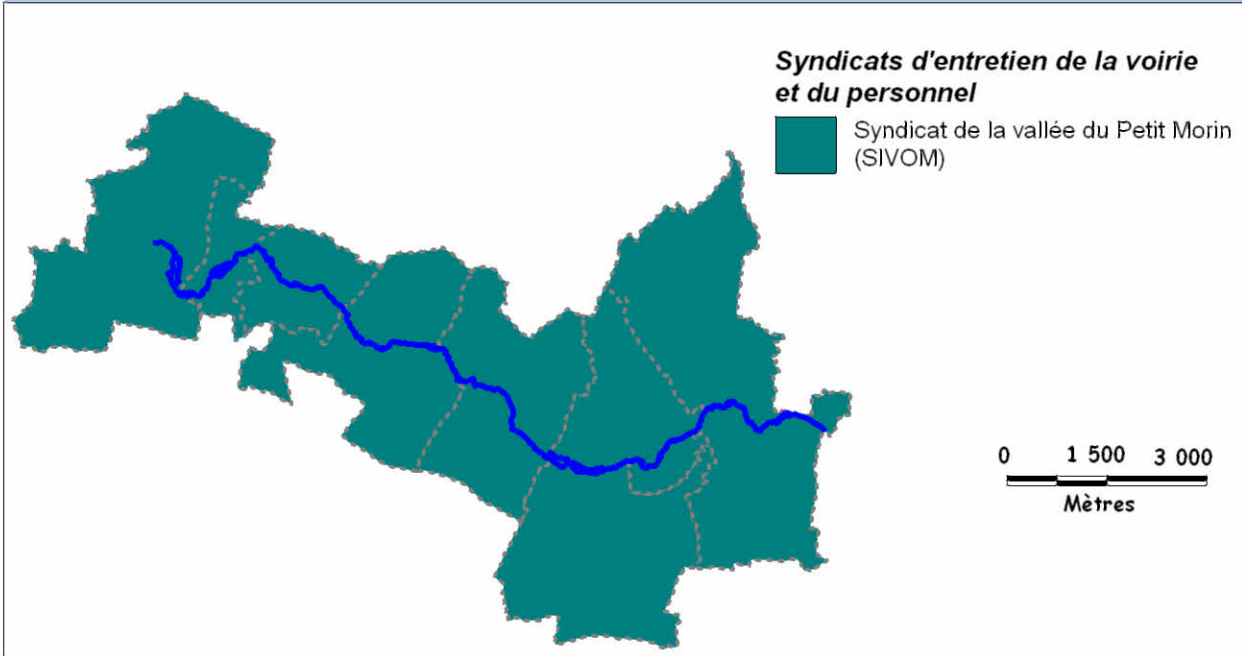 Syndicats d'entretien de la voirie
et du personnel
Syndicat de la vallée du Petit Morin
(SIVOM)
0 1 500 3 000
Mètres